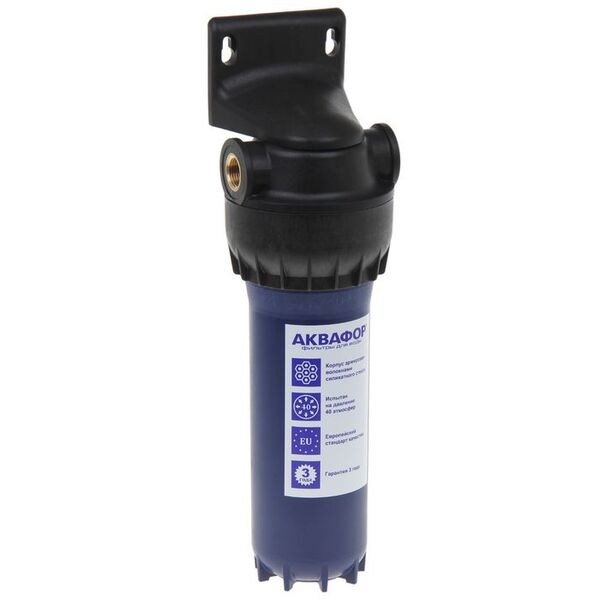 АКВАФОР
фильтры для воды
Корпус армирован
волокнами
силикатного стекла
40
Испытан
на давление
40 атмосфер
EU
Европейский
стандарт качества
3
года
Гарантия 3 года